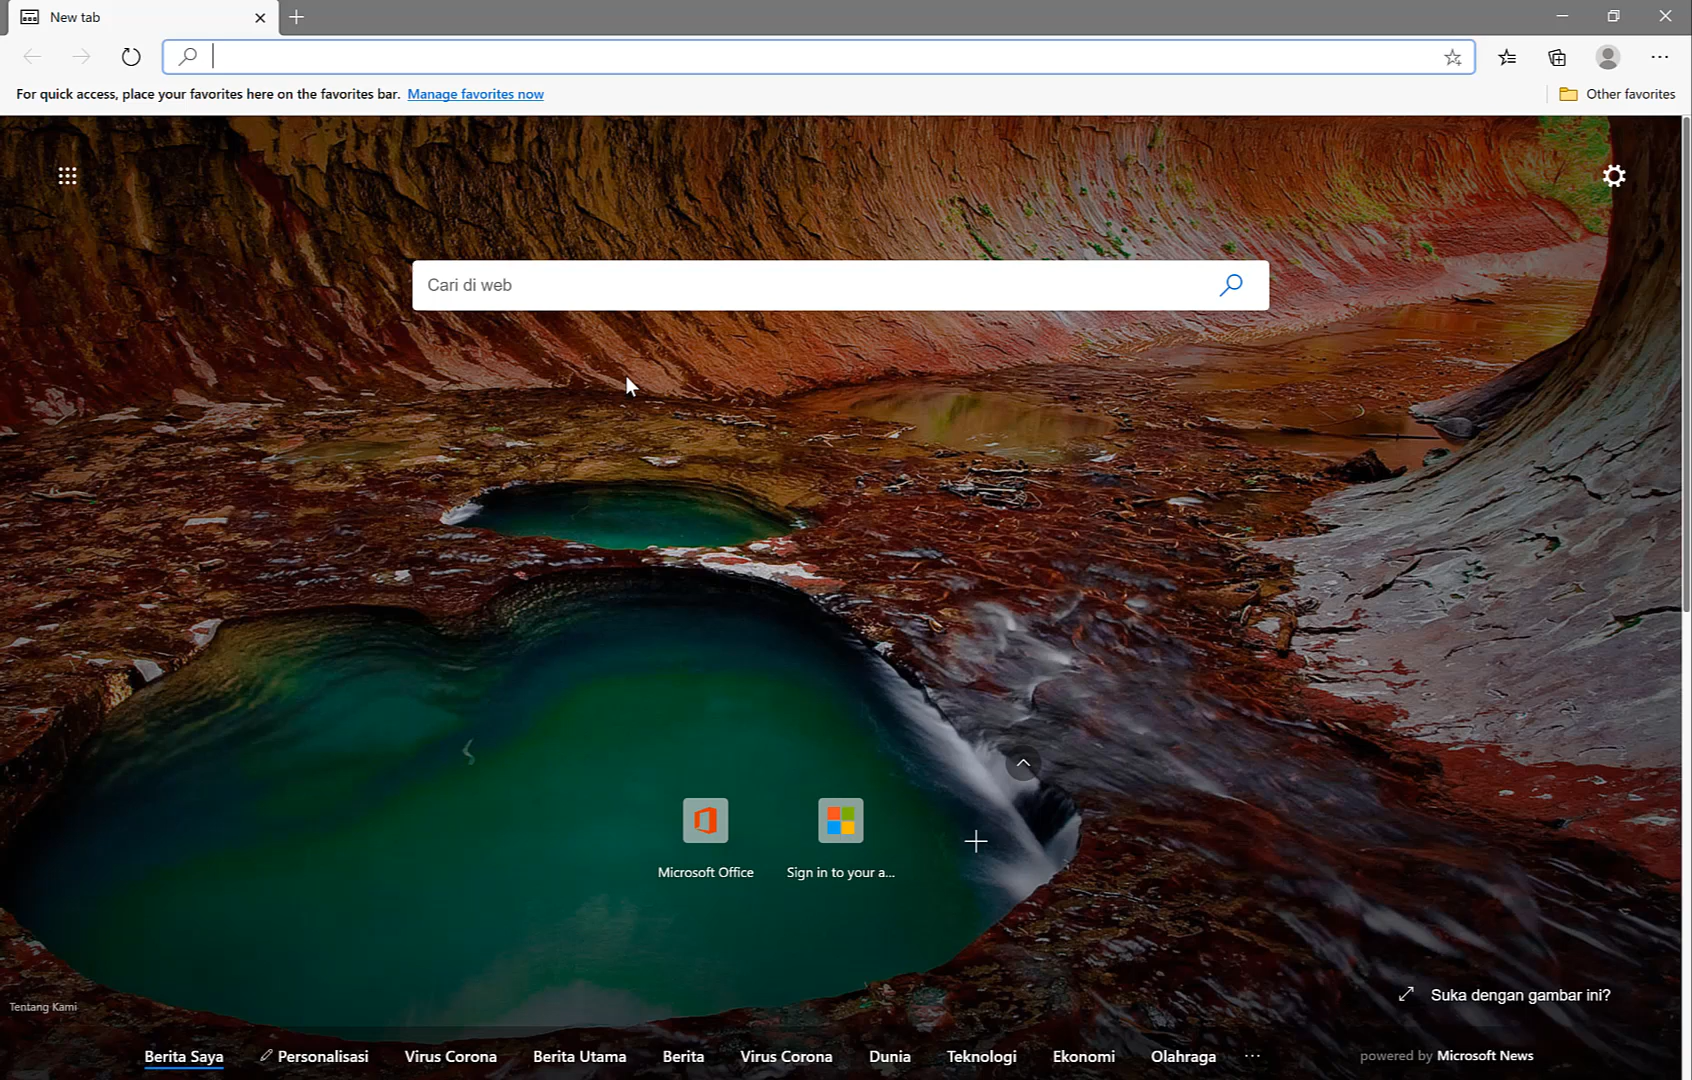 New tab
For quick access, place your favorites here on the favorites bar. Manage favorites now
Other favorites
Cari di web
Microsoft Office
Sign in to your a...
Tentang Kami
Suka dengan gambar ini?
Berita Saya
Personalisasi
Virus Corona
Berita Utama
Berita
Virus Corona
Dunia
Teknologi
Ekonomi
Olahraga
powered by Microsoft News